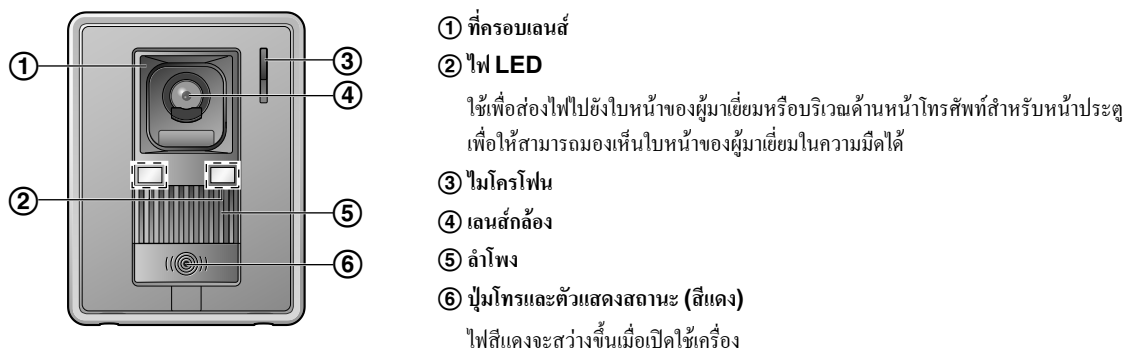 ① ที่ครอบเลนส์
② ไฟ LED
ใช้เพื่อส่องไฟไปยังใบหน้าของผู้มาเยี่ยมหรือบริเวณด้านหน้าโทรศัพท์สำหรับหน้าประตู
เพื่อให้สามารถมองเห็นใบหน้าของผู้มาเยี่ยมในความมืดได้
③ ไมโครโฟน
④ เลนส์กล้อง
⑤ ลำโพง
⑥ ปุ่มโทรและตัวแสดงสถานะ (สีแดง)
ไฟสีแดงจะสว่างขึ้นเมื่อเปิดใช้เครื่อง
①
②
③
④
⑤
⑥